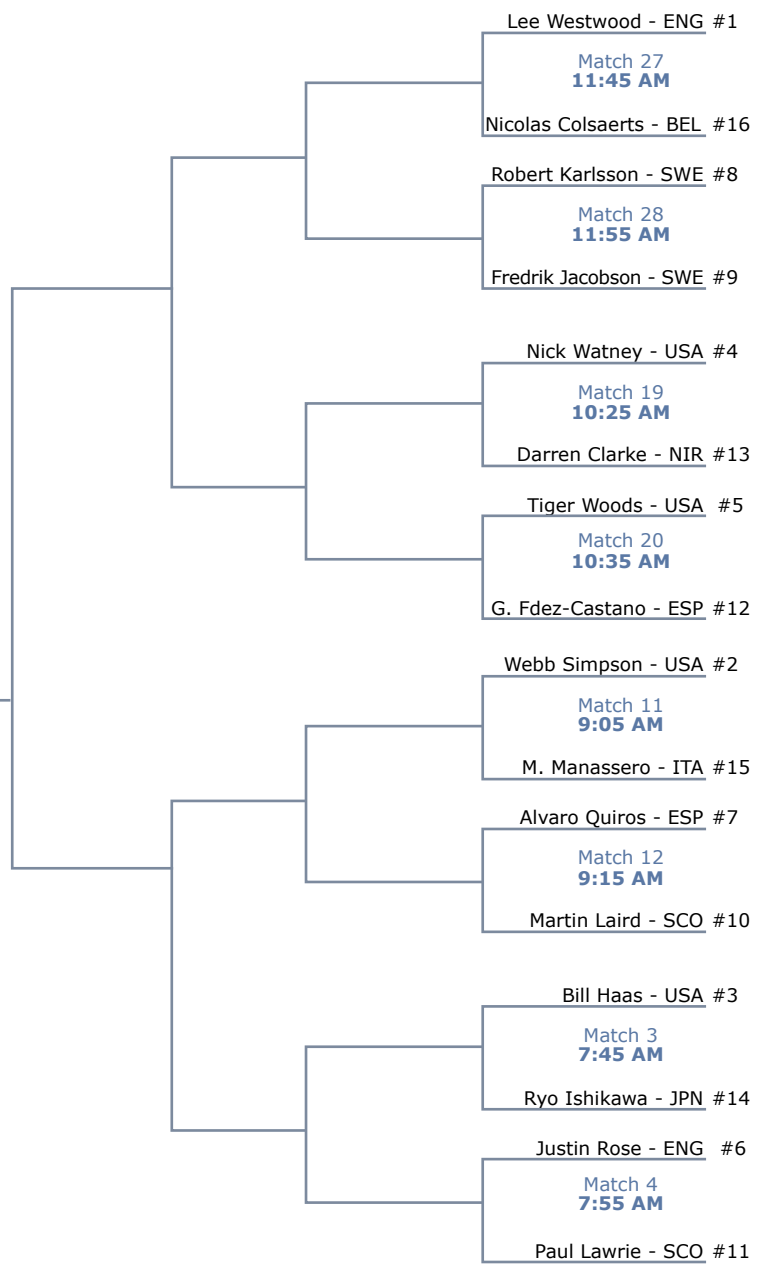 Lee Westwood - ENG #1
Match 27
11:45 AM
Nicolas Colsaerts - BEL #16
Robert Karlsson - SWE #8
Match 28
11:55 AM
Fredrik Jacobson - SWE #9
Nick Watney - USA #4
Match 19
10:25 AM
Darren Clarke - NIR #13
Tiger Woods - USA #5
Match 20
10:35 AM
G. Fdez-Castano - ESP #12
Webb Simpson - USA #2
Match 11
9:05 AM
M. Manassero - ITA #15
Alvaro Quiros - ESP #7
Match 12
9:15 AM
Martin Laird - SCO #10
Bill Haas - USA #3
Match 3
7:45 AM
Ryo Ishikawa - JPN #14
Justin Rose - ENG #6
Match 4
7:55 AM
Paul Lawrie - SCO #11